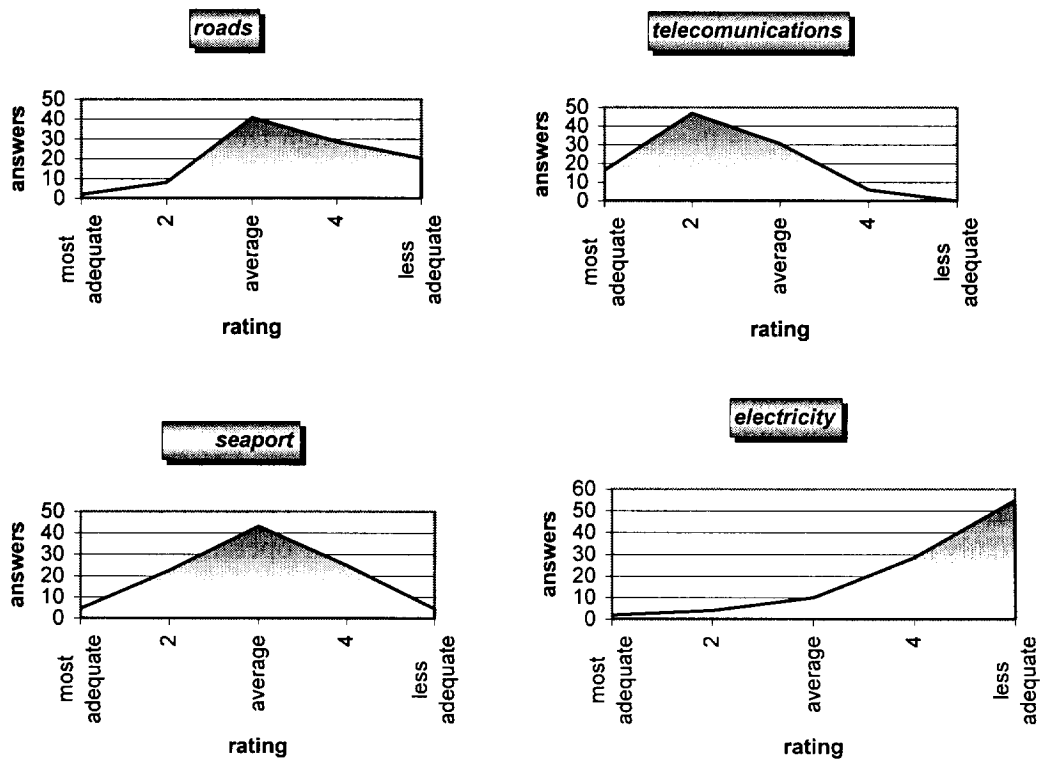 roads
50
40
30
20
10
0
answers
most adequate
2
average
4
less adequate
rating
telecomunications
50
40
30
20
10
0
answers
most adequate
2
average
4
less adequate
rating
seaport
50
40
30
20
10
0
answers
most adequate
2
average
4
less adequate
rating
electricity
60
50
40
30
20
10
0
answers
most adequate
2
average
4
less adequate
rating